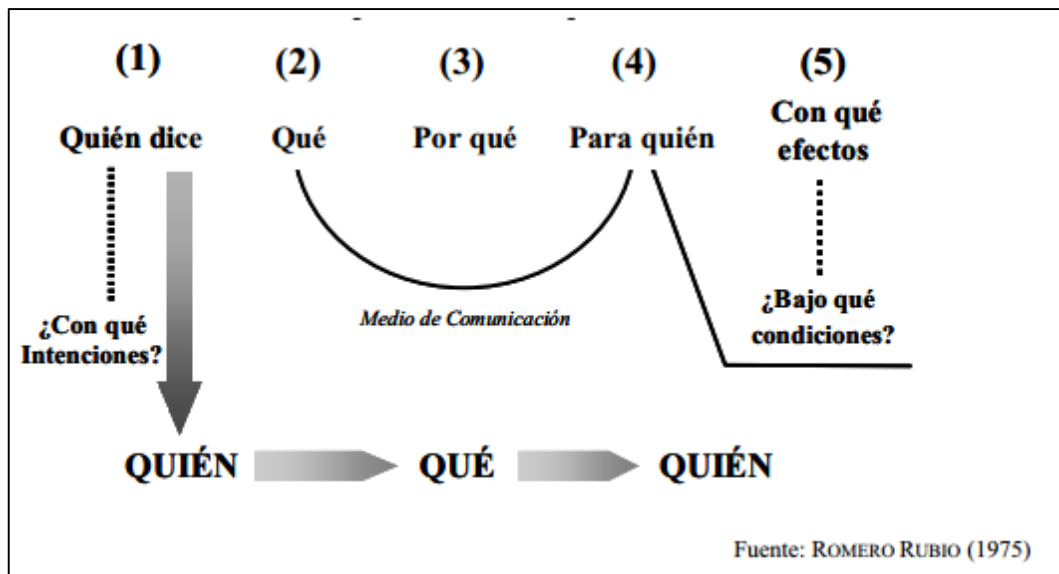 (1) (2) (3) (4) (5)
Quién dice Qué Por qué Para quién Con qué
efectos
Medio de Comunicación
¿Con qué
Intenciones?
¿Bajo qué
condiciones?
QUIÉN QUÉ QUIÉN
Fuente: ROMERO RUBIO (1975)